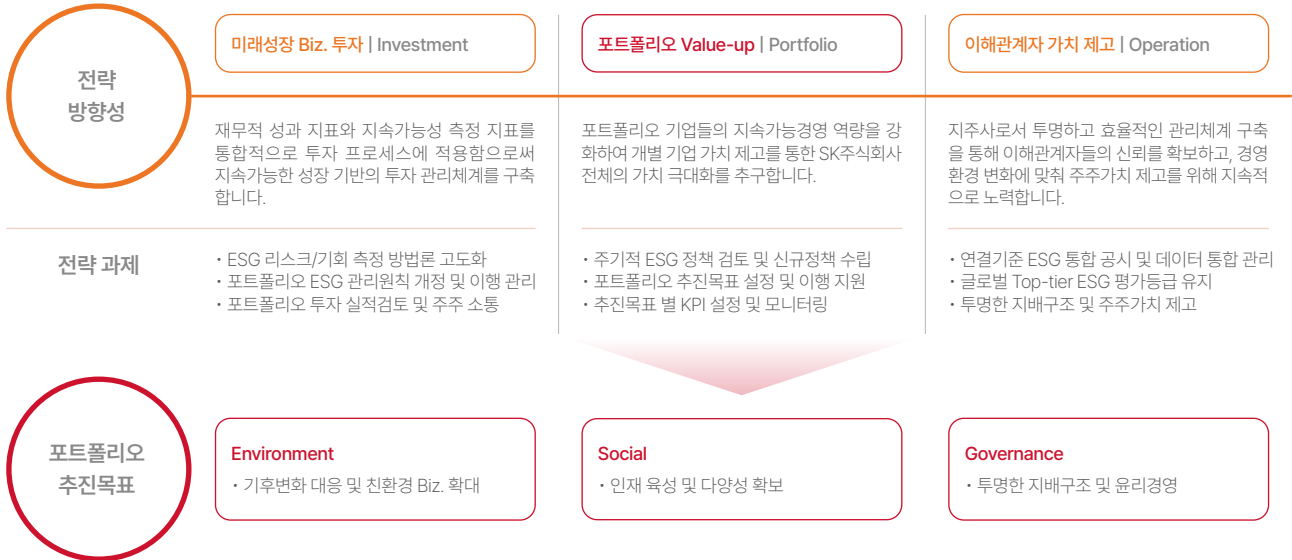 전략
방향성
미래성장 Biz. 투자 | Investment
재무적 성과 지표와 지속가능성 측정 지표를
통합적으로 투자 프로세스에 적용함으로써
지속가능한 성장 기반의 투자 관리체계를 구축
합니다.
포트폴리오 Value-up | Portfolio
포트폴리오 기업들의 지속가능경영 역량을 강
화하여 개별 기업 가치 제고를 통한 SK주식회사
전체의 가치 극대화를 추구합니다.
이해관계자 가치 제고 | Operation
지주사로서 투명하고 효율적인 관리체계 구축
을 통해 이해관계자들의 신뢰를 확보하고, 경영
환경 변화에 맞춰 주주가치 제고를 위해 지속적
으로 노력합니다.
전략 과제
• ESG 리스크/기회 측정 방법론 고도화
• 포트폴리오 ESG 관리원칙 개정 및 이행 관리
• 포트폴리오 투자 실적검토 및 주주 소통
• 주기적 ESG 정책 검토 및 신규정책 수립
• 포트폴리오 추진목표 설정 및 이행 지원
• 추진목표 별 KPI 설정 및 모니터링
• 연결기준 ESG 통합 공시 및 데이터 통합 관리
• 글로벌 Top-tier ESG 평가등급 유지
• 투명한 지배구조 및 주주가치 제고
포트폴리오
추진목표
Environment
• 기후변화 대응 및 친환경 Biz. 확대
Social
• 인재 육성 및 다양성 확보
Governance
• 투명한 지배구조 및 윤리경영